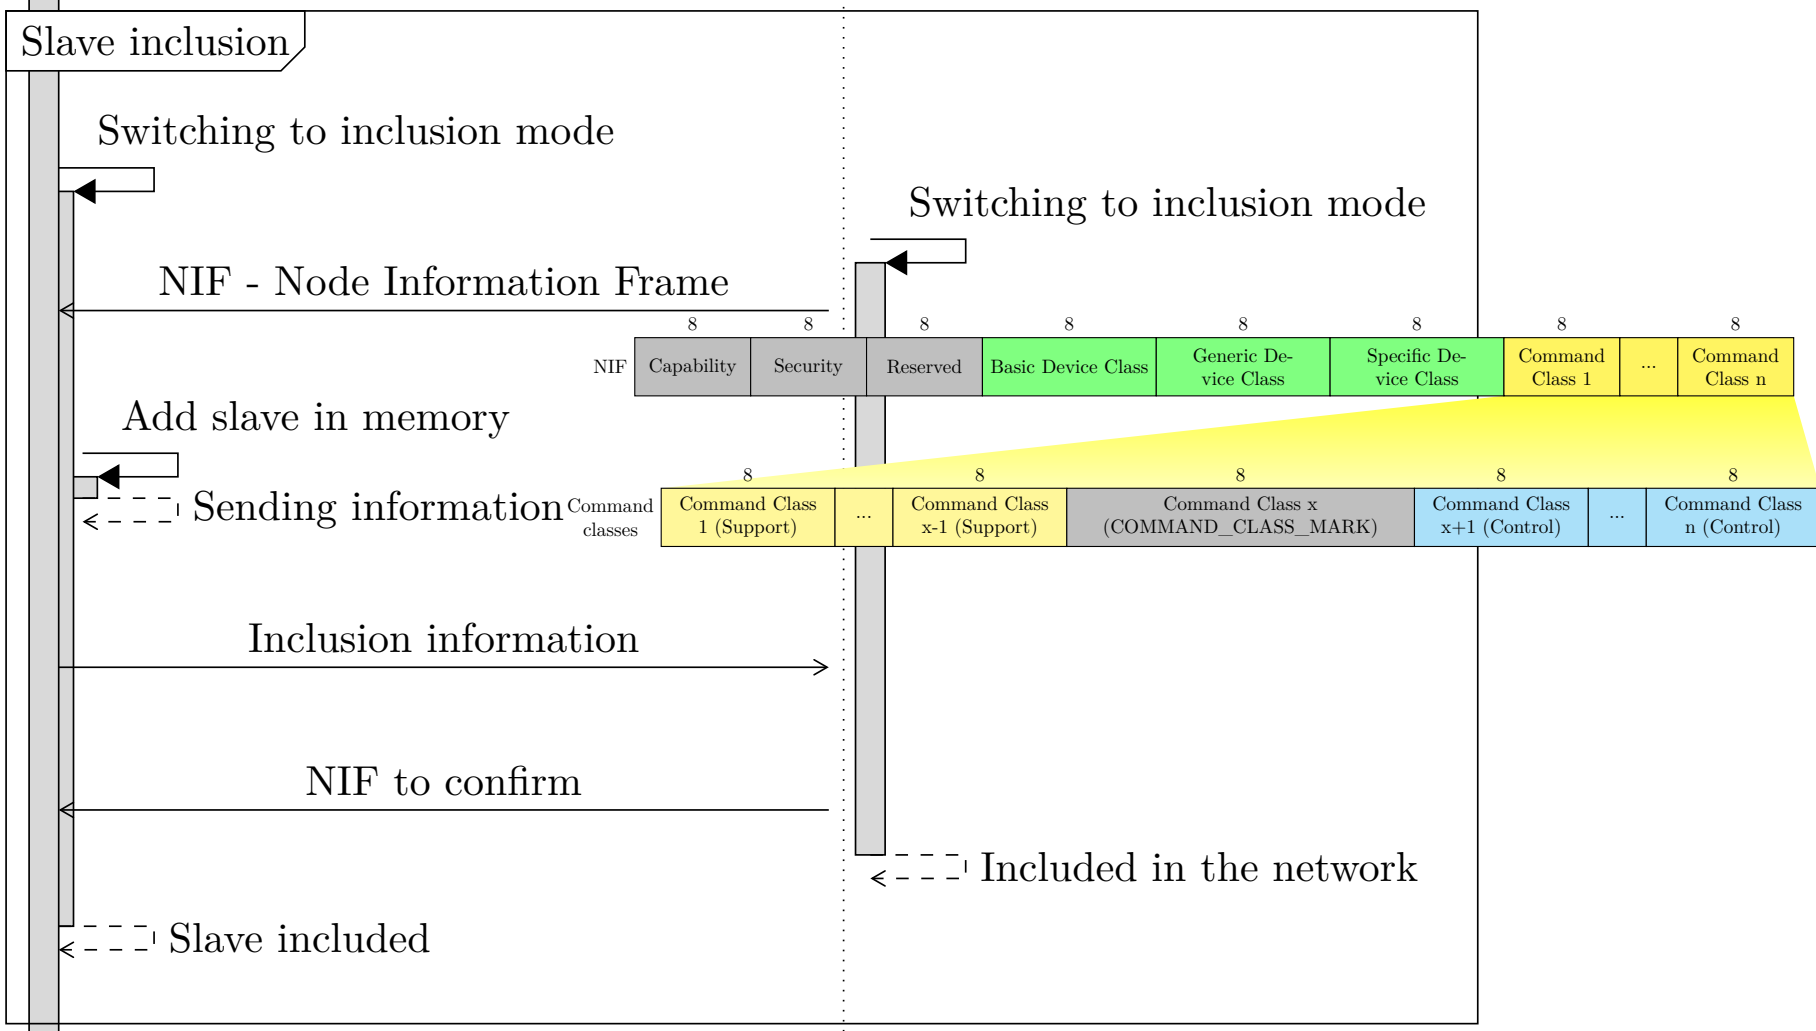 Slave inclusion
Switching to inclusion mode
Switching to inclusion mode
NIF - Node Information Frame
8 8 8 8 8 8 8 8
NIF Capability Security Reserved Basic Device Class Generic De-
vice Class Specific De-
vice Class Command
Class 1 ... Command
Class n
Add slave in memory
8 8 8 8 8
Sending information
Command
classes
Command Class
1 (Support)
...
Command Class
x-1 (Support)
Command Class x
(COMMAND_CLASS_MARK)
Command Class
x+1 (Control)
...
Command Class
n (Control)
Inclusion information
NIF to confirm
Included in the network
Slave included